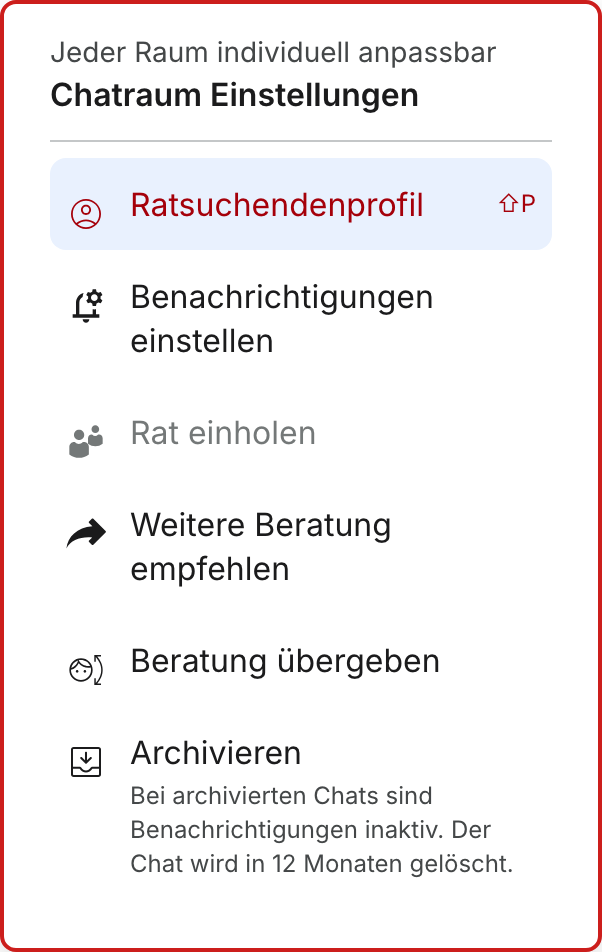 Jeder Raum individuell anpassbar
Chatraum Einstellungen
Ratsuchendenprofil ⇧P
Benachrichtigungen
einstellen
Rat einholen
Weitere Beratung
empfehlen
Beratung übergeben
Archivieren
Bei archivierten Chats sind
Benachrichtigungen inaktiv. Der
Chat wird in 12 Monaten gelöscht.